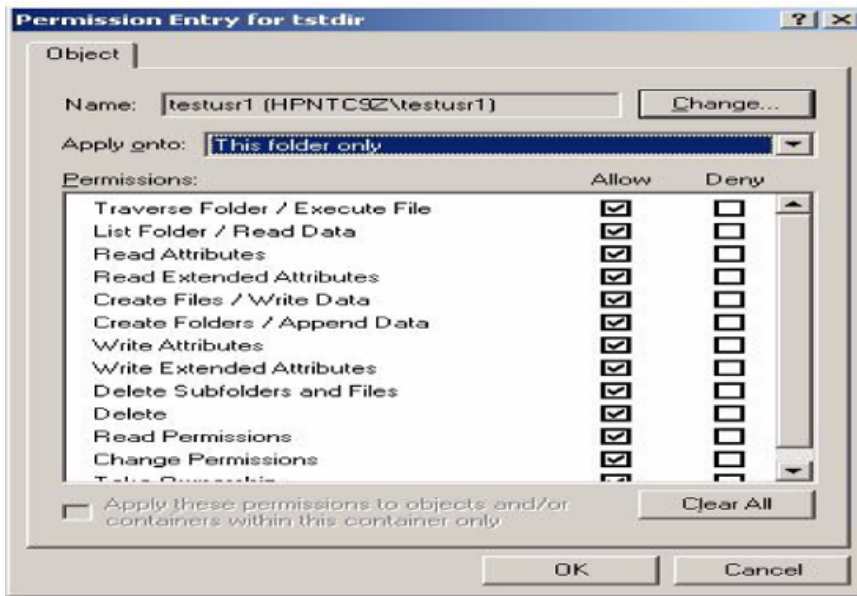 Permission Entry for tstdir
Object
Name: testusr1 (HPNTC9Z\testusr1) Change...
Apply onto: This folder only
Permissions: Allow Deny
Traverse Folder / Execute File
List Folder / Read Data
Read Attributes
Read Extended Attributes
Create Files / Write Data
Create Folders / Append Data
Write Attributes
Write Extended Attributes
Delete Subfolders and Files
Delete
Read Permissions
Change Permissions
Take Ownership
Apply these permissions to objects and/or
containers within this container only
Clear All
OK Cancel